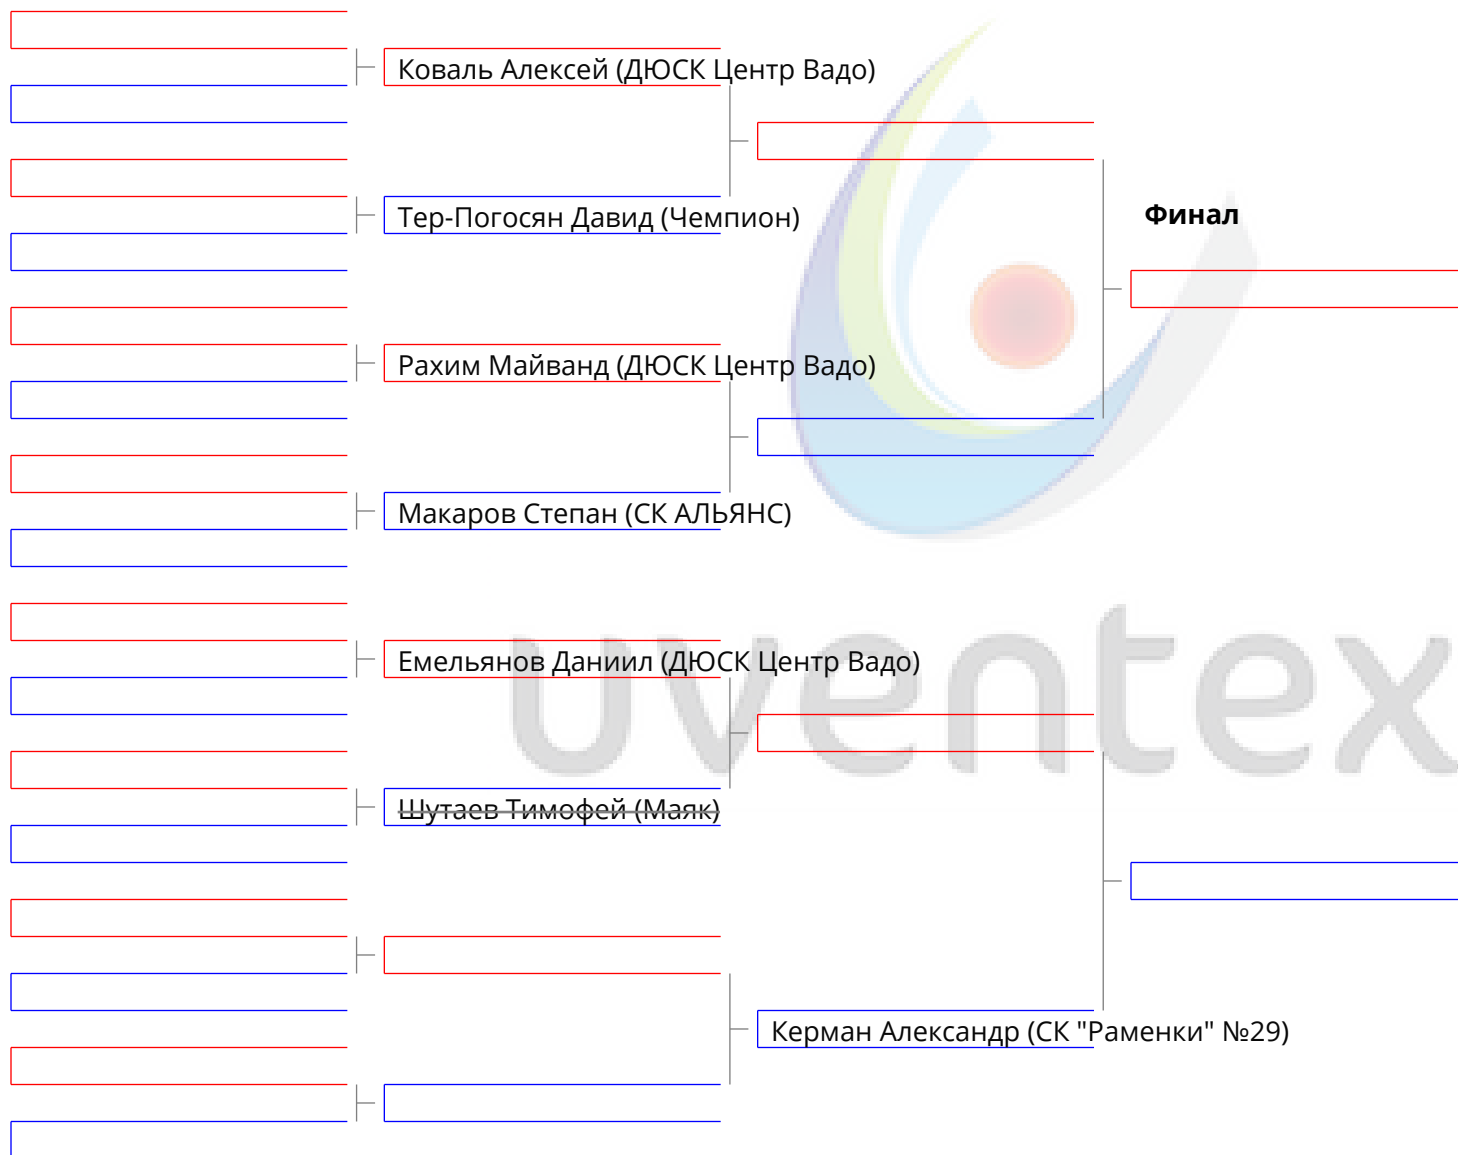 Коваль Алексей (ДЮСК Центр Вадо)
Тер-Погосян Давид (Чемпион)
Финал
Рахим Майванд (ДЮСК Центр Вадо)
Макаров Степан (СК АЛЬЯНС)
Емельянов Даниил (ДЮСК Центр Вадо)
uventex
Шутаев Тимофей (Маяк)
Керман Александр (СК "Раменки" №29)